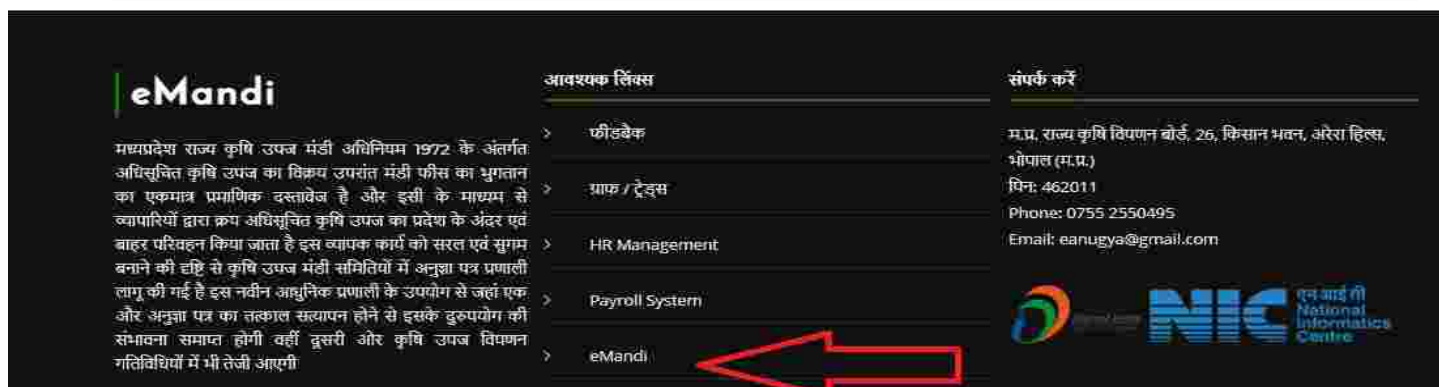 eMandi
मध्यप्रदेश राज्य कृषि उपज मंडी अधिनियम 1972 के अंतर्गत
अधिसूचित कृषि उपज का विक्रय उपरांत मंडी फीस का भुगतान
का एकमात्र प्रमाणिक दस्तावेज है और इसी के माध्यम से
व्यापारियों द्वारा क्रय अधिसूचित कृषि उपज का प्रदेश के अंदर एवं
बाहर परिवहन किया जाता है इस व्यापक कार्य को सरल एवं सुगम
बनाने की दृष्टि से कृषि उपज मंडी समितियों में अनुज्ञा पत्र प्रणाली
लागू की गई है इस नवीन आधुनिक प्रणाली के उपयोग से जहां एक
और अनुज्ञा पत्र का तत्काल सत्यापन होने से इसके दुरुपयोग की
संभावना समाप्त होगी वहीं दूसरी ओर कृषि उपज विपणन
गतिविधियों में भी तेजी आएगी
आवश्यक लिंक्स
> फीडबैक
> ग्राफ / ट्रेड्स
> HR Management
> Payroll System
> eMandi
संपर्क करें
म.प्र. राज्य कृषि विपणन बोर्ड, 26, किसान भवन, अरेरा हिल्स,
भोपाल (म.प्र.)
पिन: 462011
Phone: 0755 2550495
Email: eanugya@gmail.com
NIC
एन आई सी
National
Informatics
Centre